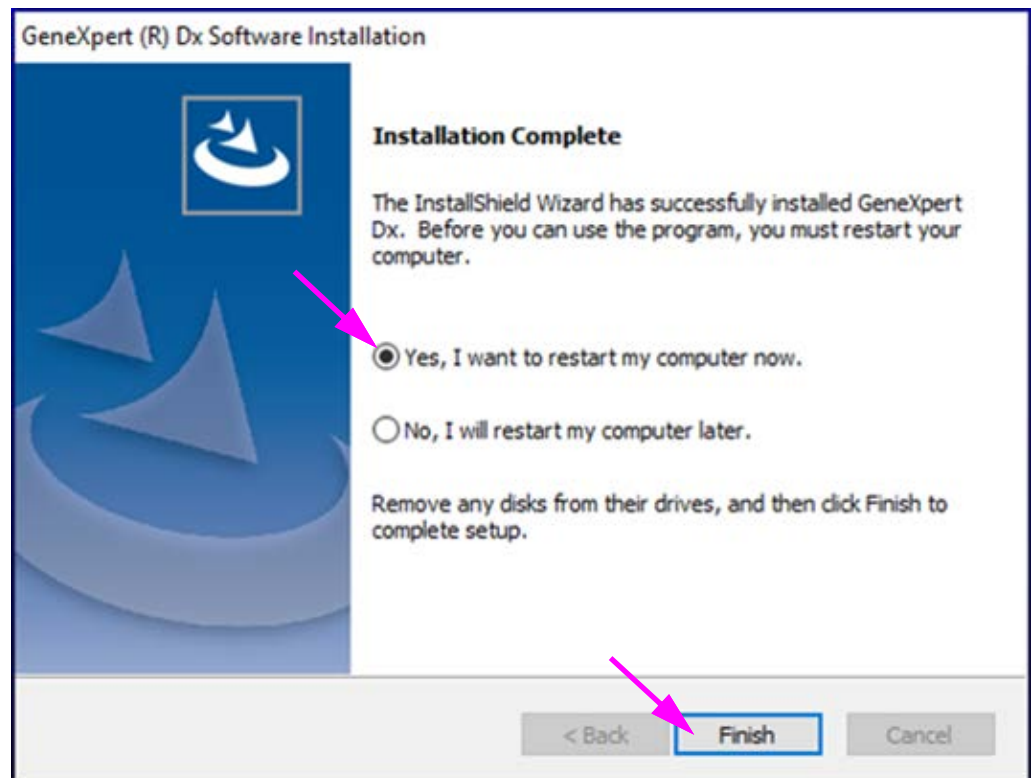 GeneXpert (R) Dx Software Installation
Installation Complete
The InstallShield Wizard has successfully installed GeneXpert
Dx.  Before you can use the program, you must restart your
computer.
Yes, I want to restart my computer now.
No, I will restart my computer later.
Remove any disks from their drives, and then click Finish to
complete setup.
< Back Finish Cancel